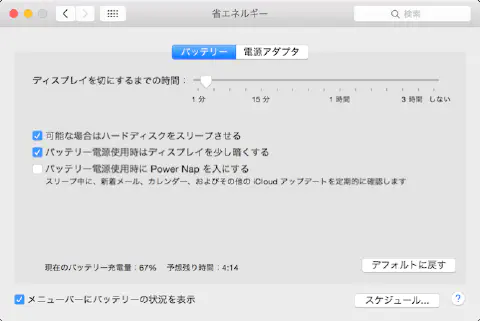 省エネルギー
検索
バッテリー 電源アダプタ
ディスプレイを切にするまでの時間：
1 分 15 分 1 時間 3 時間 しない
可能な場合はハードディスクをスリープさせる
バッテリー電源使用時はディスプレイを少し暗くする
バッテリー電源使用時に Power Nap を入にする
スリープ中に、新着メール、カレンダー、およびその他の iCloud アップデートを定期的に確認します
現在のバッテリー充電量：67% 予想残り時間：4:14
デフォルトに戻す
メニューバーにバッテリーの状況を表示
スケジュール...
?